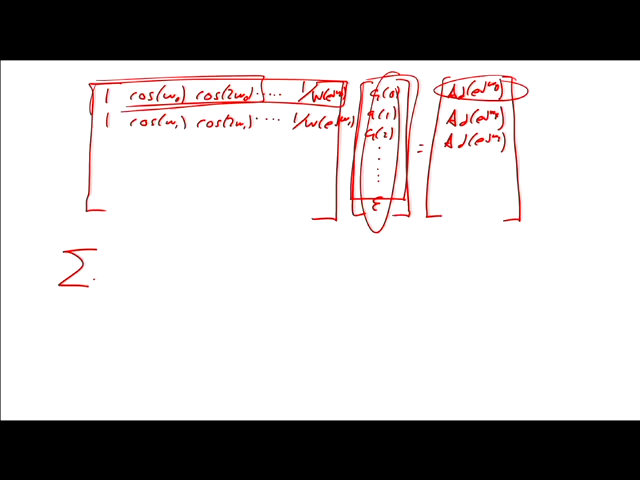 1 cos(ω₀) cos(2ω₀) ····· 1/W(e^jω₀) G(0) Ad(e^jω₀)
1 cos(ω₁) cos(2ω₁) ····· 1/W(e^jω₁) G(1) = Ad(e^jω₁)
G(2) Ad(e^jω₂)
ε
Σ